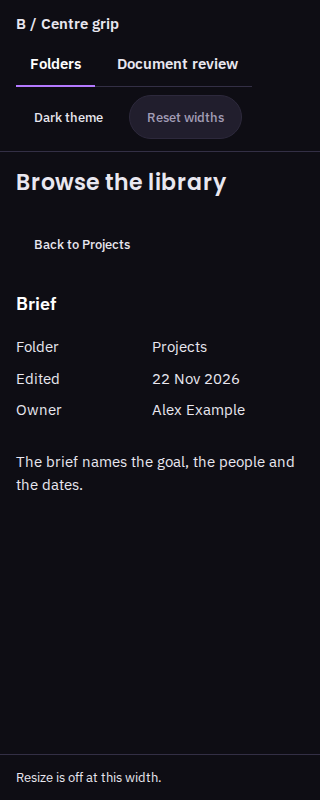 B / Centre grip
Folders Document review
Dark theme Reset widths
Browse the library
Back to Projects
Brief
Folder Projects
Edited 22 Nov 2026
Owner Alex Example
The brief names the goal, the people and
the dates.
Resize is off at this width.